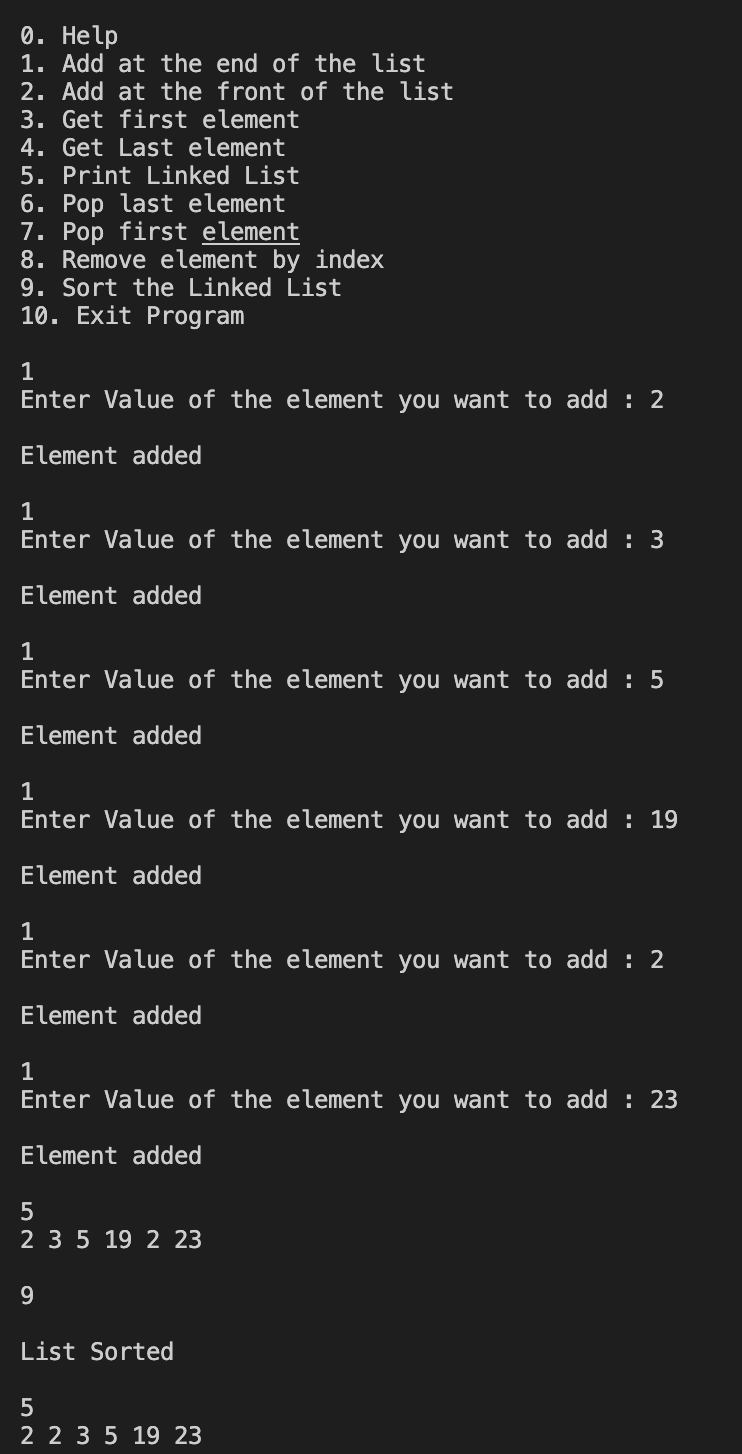 0. Help
1. Add at the end of the list
2. Add at the front of the list
3. Get first element
4. Get Last element
5. Print Linked List
6. Pop last element
7. Pop first element
8. Remove element by index
9. Sort the Linked List
10. Exit Program
1
Enter Value of the element you want to add : 2
Element added
1
Enter Value of the element you want to add : 3
Element added
1
Enter Value of the element you want to add : 5
Element added
1
Enter Value of the element you want to add : 19
Element added
1
Enter Value of the element you want to add : 2
Element added
1
Enter Value of the element you want to add : 23
Element added
5
2 3 5 19 2 23
9
List Sorted
5
2 2 3 5 19 23